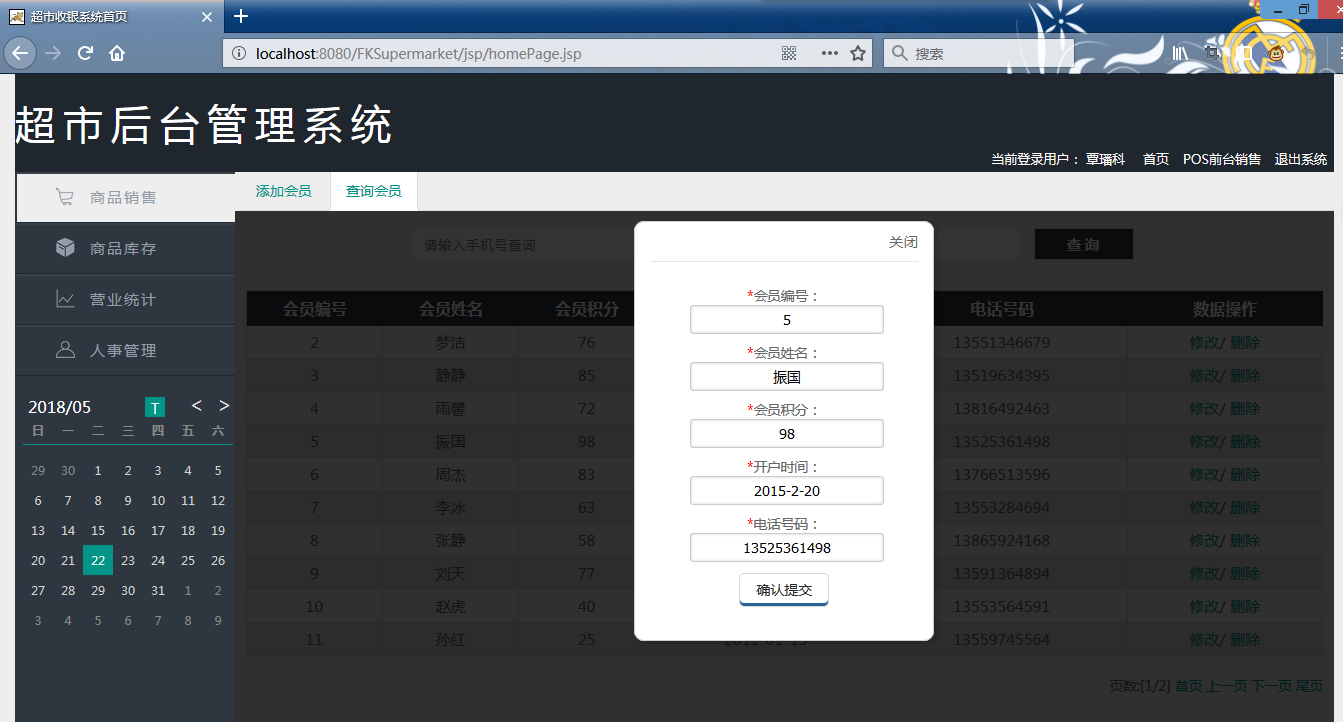 超市收银系统首页
localhost:8080/FKSupermarket/jsp/homePage.jsp
搜索
超市后台管理系统
当前登录用户： 覃璠科 首页 POS前台销售 退出系统
商品销售
商品库存
营业统计
人事管理
2018/05 T < >
日 一 二 三 四 五 六
29 30 1 2 3 4 5
6 7 8 9 10 11 12
13 14 15 16 17 18 19
20 21 22 23 24 25 26
27 28 29 30 31 1 2
3 4 5 6 7 8 9
添加会员 查询会员
请输入手机号查询 查 询
会员编号 会员姓名 会员积分 电话号码 数据操作
2 梦洁 76 13551346679 修改/ 删除
3 静静 85 13519634395 修改/ 删除
4 雨馨 72 13816492463 修改/ 删除
5 振国 98 13525361498 修改/ 删除
6 周杰 83 13766513596 修改/ 删除
7 李冰 63 13553284694 修改/ 删除
8 张静 58 13865924168 修改/ 删除
9 刘天 77 13591364894 修改/ 删除
10 赵虎 40 13553564591 修改/ 删除
11 孙红 25 2011-01-13 13559745564 修改/ 删除
页数:[1/2] 首页 上一页 下一页 尾页
关闭
*会员编号：
5
*会员姓名：
振国
*会员积分：
98
*开户时间：
2015-2-20
*电话号码：
13525361498
确认提交